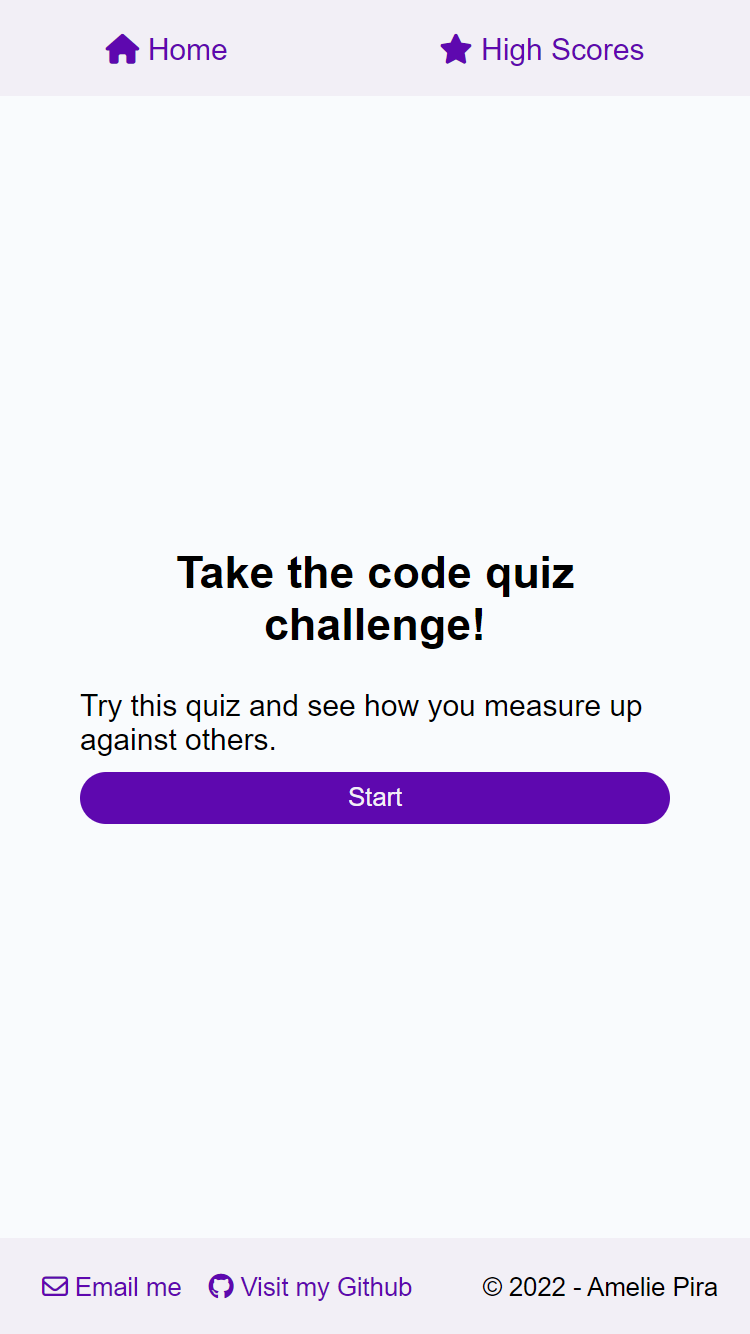 Home High Scores
Take the code quiz
challenge!
Try this quiz and see how you measure up
against others.
Start
Email me Visit my Github © 2022 - Amelie Pira